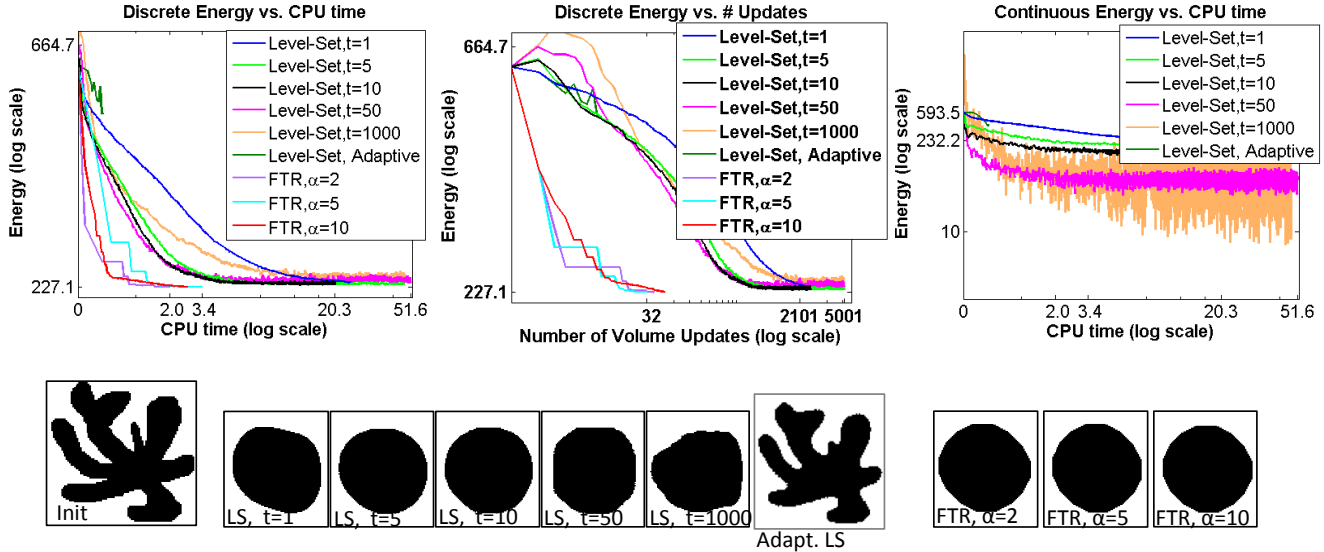 Discrete Energy vs. CPU time
664.7
227.1
Energy (log scale)
Level-Set,t=1
Level-Set,t=5
Level-Set,t=10
Level-Set,t=50
Level-Set,t=1000
Level-Set, Adaptive
FTR,α=2
FTR,α=5
FTR,α=10
0 2.0 3.4 20.3 51.6
CPU time (log scale)
Discrete Energy vs. # Updates
664.7
227.1
Energy (log scale)
Level-Set,t=1
Level-Set,t=5
Level-Set,t=10
Level-Set,t=50
Level-Set,t=1000
Level-Set, Adaptive
FTR,α=2
FTR,α=5
FTR,α=10
32 2101 5001
Number of Volume Updates (log scale)
Continuous Energy vs. CPU time
593.5
232.2
10
Energy (log scale)
Level-Set,t=1
Level-Set,t=5
Level-Set,t=10
Level-Set,t=50
Level-Set,t=1000
Level-Set, Adaptive
0 2.0 3.4 20.3 51.6
CPU time (log scale)
Init
LS, t=1
LS, t=5
LS, t=10
LS, t=50
LS, t=1000
Adapt. LS
FTR, α=2
FTR, α=5
FTR, α=10